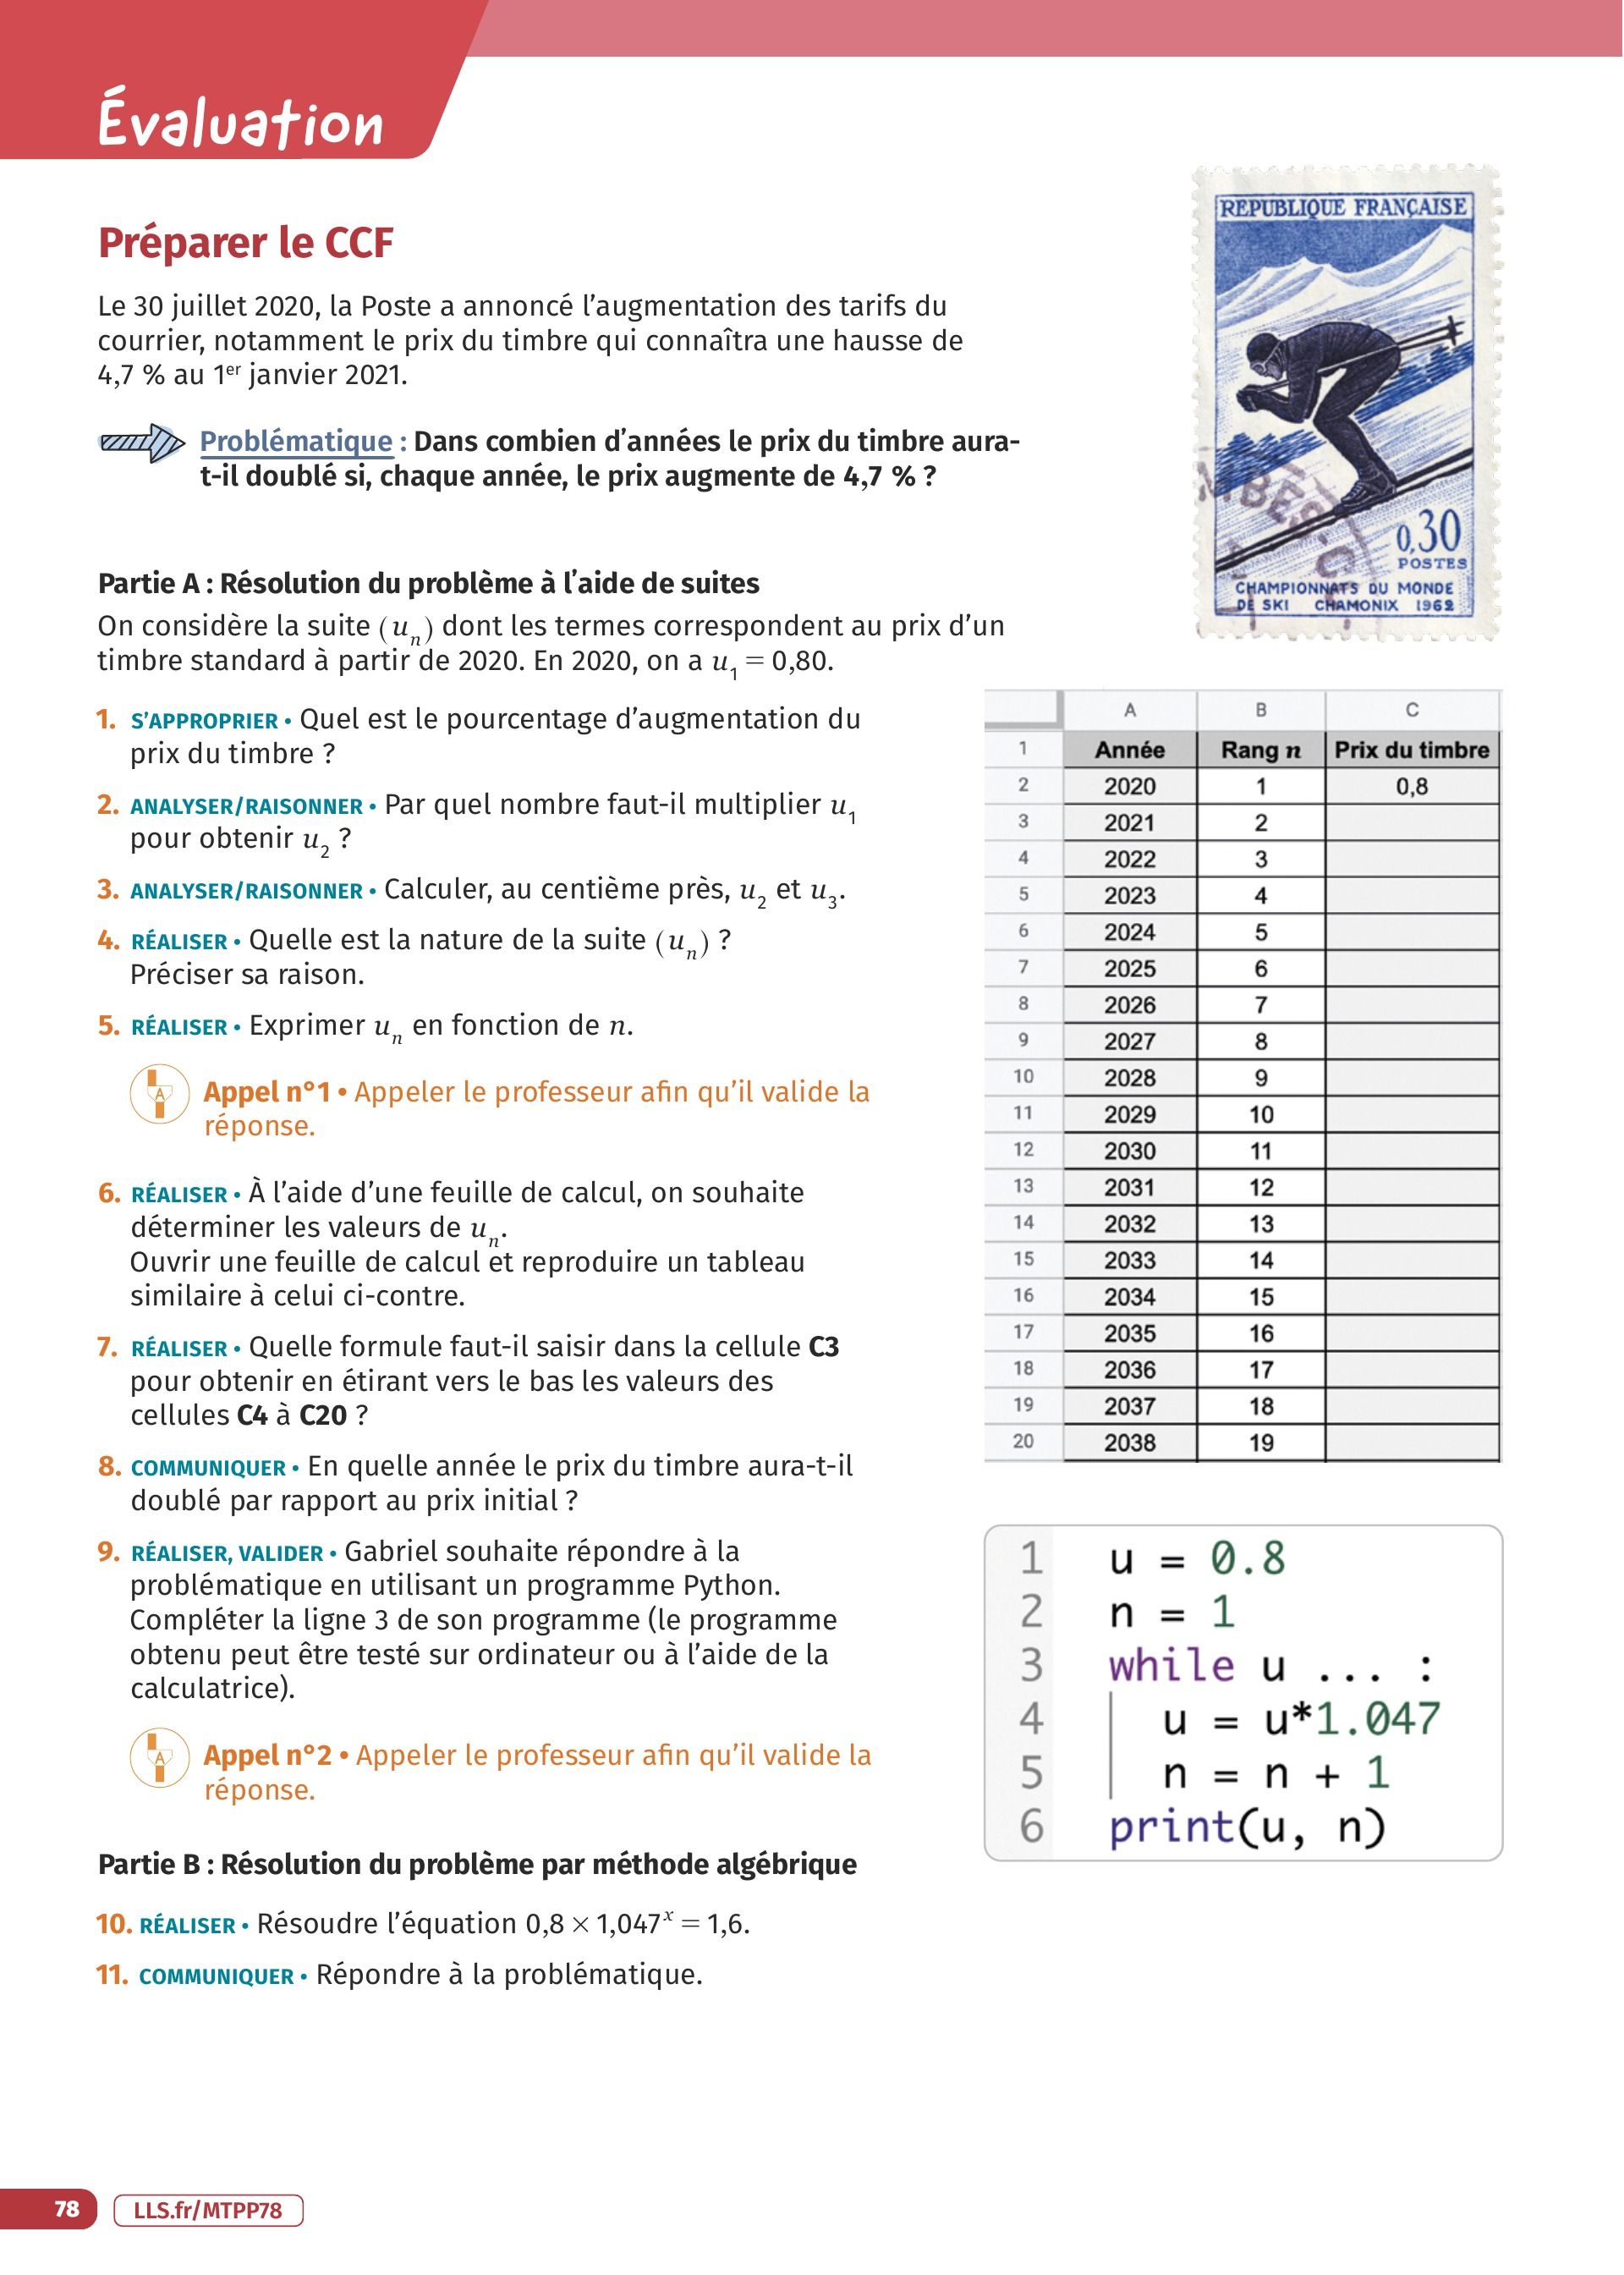 Évaluation
Préparer le CCF
Le 30 juillet 2020, la Poste a annoncé l'augmentation des tarifs du
courrier, notamment le prix du timbre qui connaîtra une hausse de
4,7 % au 1er janvier 2021.
Problématique : Dans combien d'années le prix du timbre aura-
t-il doublé si, chaque année, le prix augmente de 4,7 % ?
REPUBLIQUE FRANÇAISE
0,30
POSTES
CHAMPIONNATS DU MONDE
DE SKI CHAMONIX 1962
Partie A : Résolution du problème à l'aide de suites
On considère la suite (u_n) dont les termes correspondent au prix d'un
timbre standard à partir de 2020. En 2020, on a u_1 = 0,80.
1. S'APPROPRIER • Quel est le pourcentage d'augmentation du
prix du timbre ?
2. ANALYSER/RAISONNER • Par quel nombre faut-il multiplier u_1
pour obtenir u_2 ?
3. ANALYSER/RAISONNER • Calculer, au centième près, u_2 et u_3.
4. RÉALISER • Quelle est la nature de la suite (u_n) ?
Préciser sa raison.
5. RÉALISER • Exprimer u_n en fonction de n.
A
Appel n°1 • Appeler le professeur afin qu'il valide la
réponse.
6. RÉALISER • À l'aide d'une feuille de calcul, on souhaite
déterminer les valeurs de u_n.
Ouvrir une feuille de calcul et reproduire un tableau
similaire à celui ci-contre.
7. RÉALISER • Quelle formule faut-il saisir dans la cellule C3
pour obtenir en étirant vers le bas les valeurs des
cellules C4 à C20 ?
8. COMMUNIQUER • En quelle année le prix du timbre aura-t-il
doublé par rapport au prix initial ?
9. RÉALISER, VALIDER • Gabriel souhaite répondre à la
problématique en utilisant un programme Python.
Compléter la ligne 3 de son programme (le programme
obtenu peut être testé sur ordinateur ou à l'aide de la
calculatrice).
A
Appel n°2 • Appeler le professeur afin qu'il valide la
réponse.
A B C
1 Année Rang n Prix du timbre
2 2020 1 0,8
3 2021 2
4 2022 3
5 2023 4
6 2024 5
7 2025 6
8 2026 7
9 2027 8
10 2028 9
11 2029 10
12 2030 11
13 2031 12
14 2032 13
15 2033 14
16 2034 15
17 2035 16
18 2036 17
19 2037 18
20 2038 19
1 u = 0.8
2 n = 1
3 while u ... :
4 u = u*1.047
5 n = n + 1
6 print(u, n)
Partie B : Résolution du problème par méthode algébrique
10. RÉALISER • Résoudre l'équation 0,8 × 1,047^x = 1,6.
11. COMMUNIQUER • Répondre à la problématique.
78
LLS.fr/MTPP78